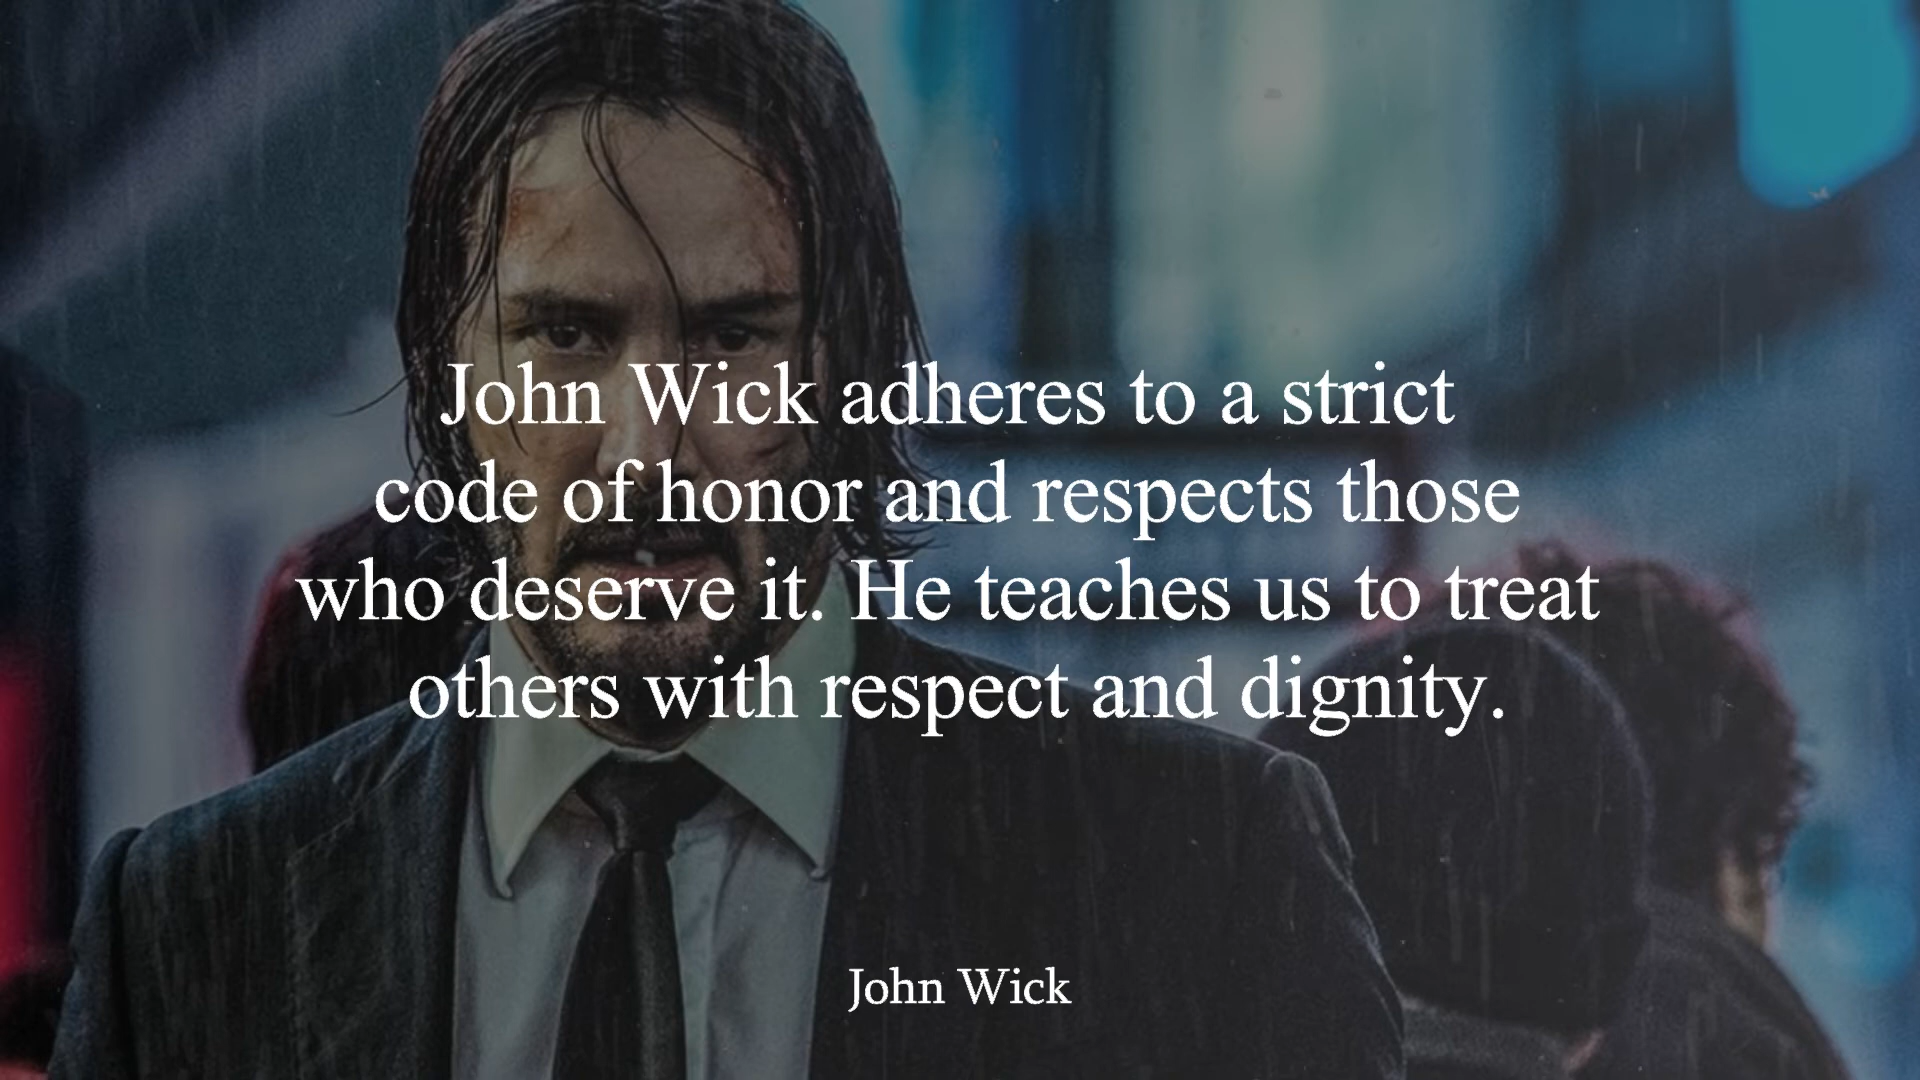 John Wick adheres to a strict
code of honor and respects those
who deserve it. He teaches us to treat
others with respect and dignity.
John Wick